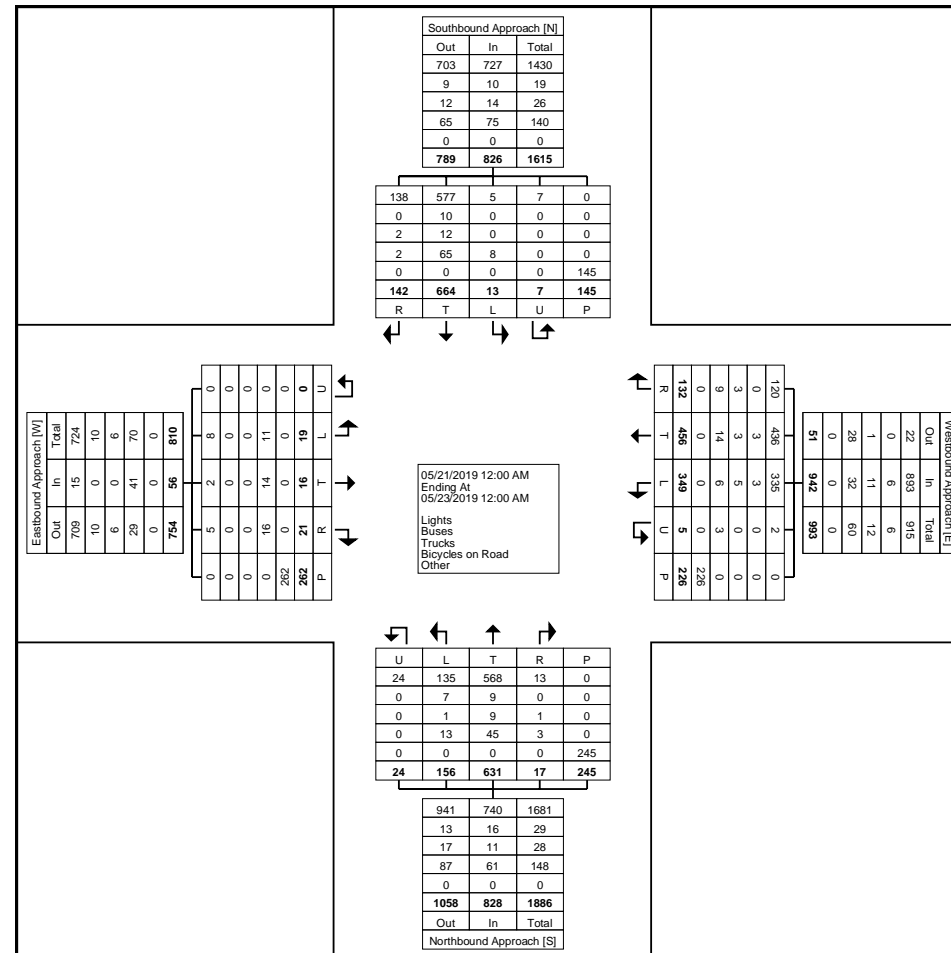 Southbound Approach [N]
Out In Total
703 727 1430
9 10 19
12 14 26
65 75 140
0 0 0
789 826 1615
138 577 5 7 0
0 10 0 0 0
2 12 0 0 0
2 65 8 0 0
0 0 0 0 145
142 664 13 7 145
R T L U P
Eastbound Approach [W]
Out In Total
709 15 724
10 0 10
6 0 6
29 41 70
0 0 0
754 56 810
0 5 2 8 0
0 0 0 0 0
0 0 0 0 0
0 16 14 11 0
262 0 0 0 0
262 21 16 19 0
P R T L U
05/21/2019 12:00 AM
Ending At
05/23/2019 12:00 AM
Lights
Buses
Trucks
Bicycles on Road
Other
Westbound Approach [E]
Out In Total
22 893 915
0 6 6
1 11 12
28 32 60
0 0 0
51 942 993
120 436 335 2 0
0 3 3 0 0
3 3 5 0 0
9 14 6 3 0
0 0 0 0 226
132 456 349 5 226
R T L U P
U L T R P
24 135 568 13 0
0 7 9 0 0
0 1 9 1 0
0 13 45 3 0
0 0 0 0 245
24 156 631 17 245
941 740 1681
13 16 29
17 11 28
87 61 148
0 0 0
1058 828 1886
Out In Total
Northbound Approach [S]